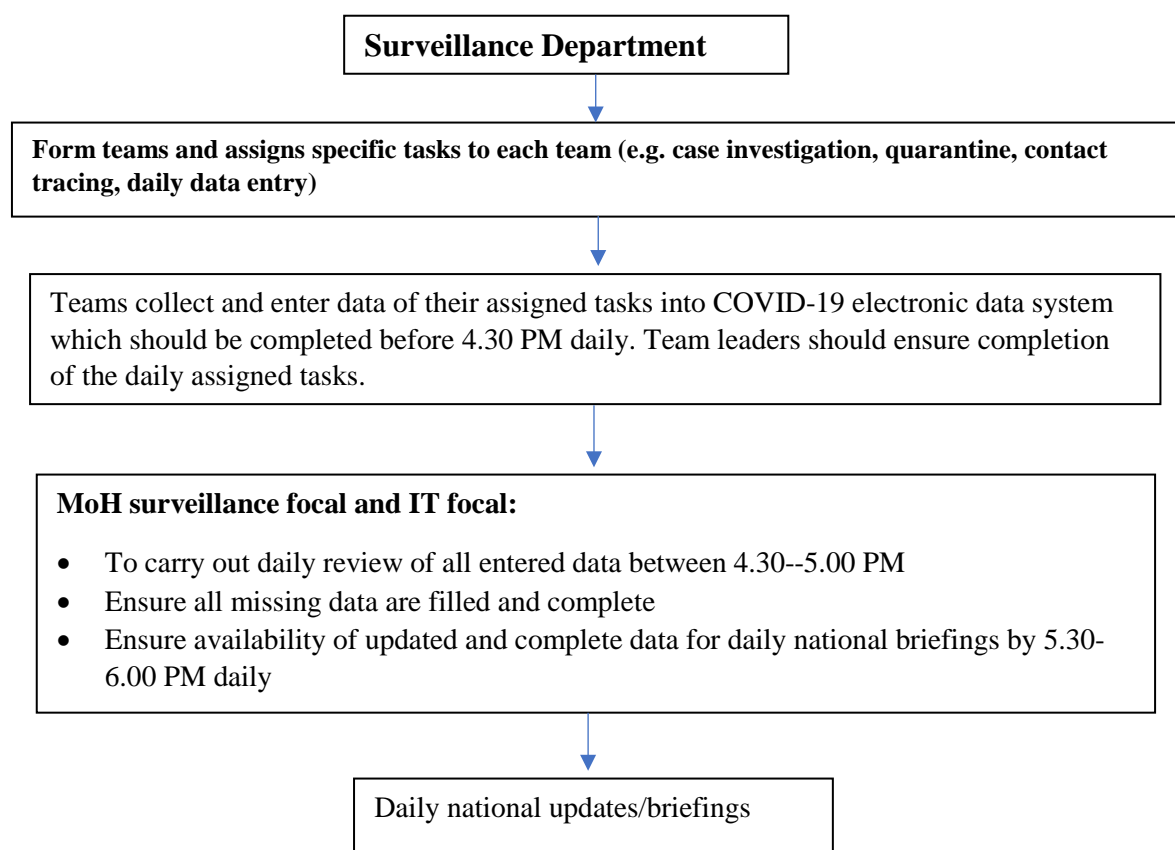 Surveillance Department
Form teams and assigns specific tasks to each team (e.g. case investigation, quarantine, contact
tracing, daily data entry)
Teams collect and enter data of their assigned tasks into COVID-19 electronic data system
which should be completed before 4.30 PM daily. Team leaders should ensure completion
of the daily assigned tasks.
MoH surveillance focal and IT focal:
• To carry out daily review of all entered data between 4.30--5.00 PM
• Ensure all missing data are filled and complete
• Ensure availability of updated and complete data for daily national briefings by 5.30-
6.00 PM daily
Daily national updates/briefings